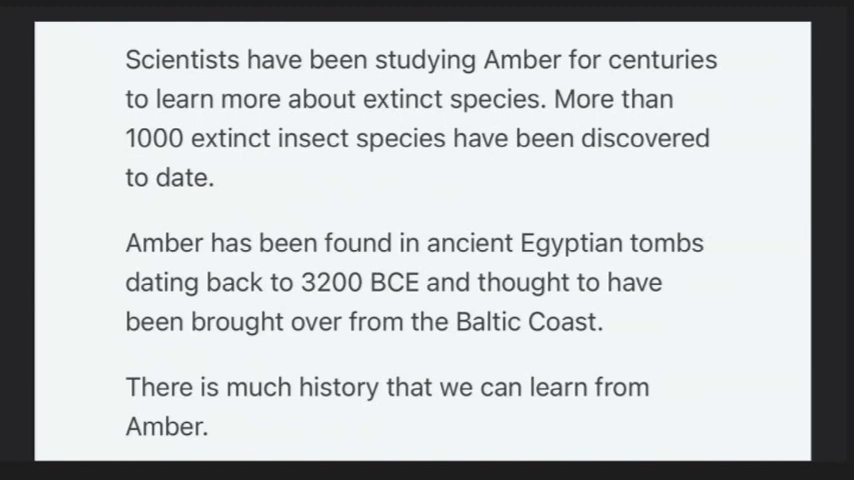 Scientists have been studying Amber for centuries
to learn more about extinct species. More than
1000 extinct insect species have been discovered
to date.
Amber has been found in ancient Egyptian tombs
dating back to 3200 BCE and thought to have
been brought over from the Baltic Coast.
There is much history that we can learn from
Amber.